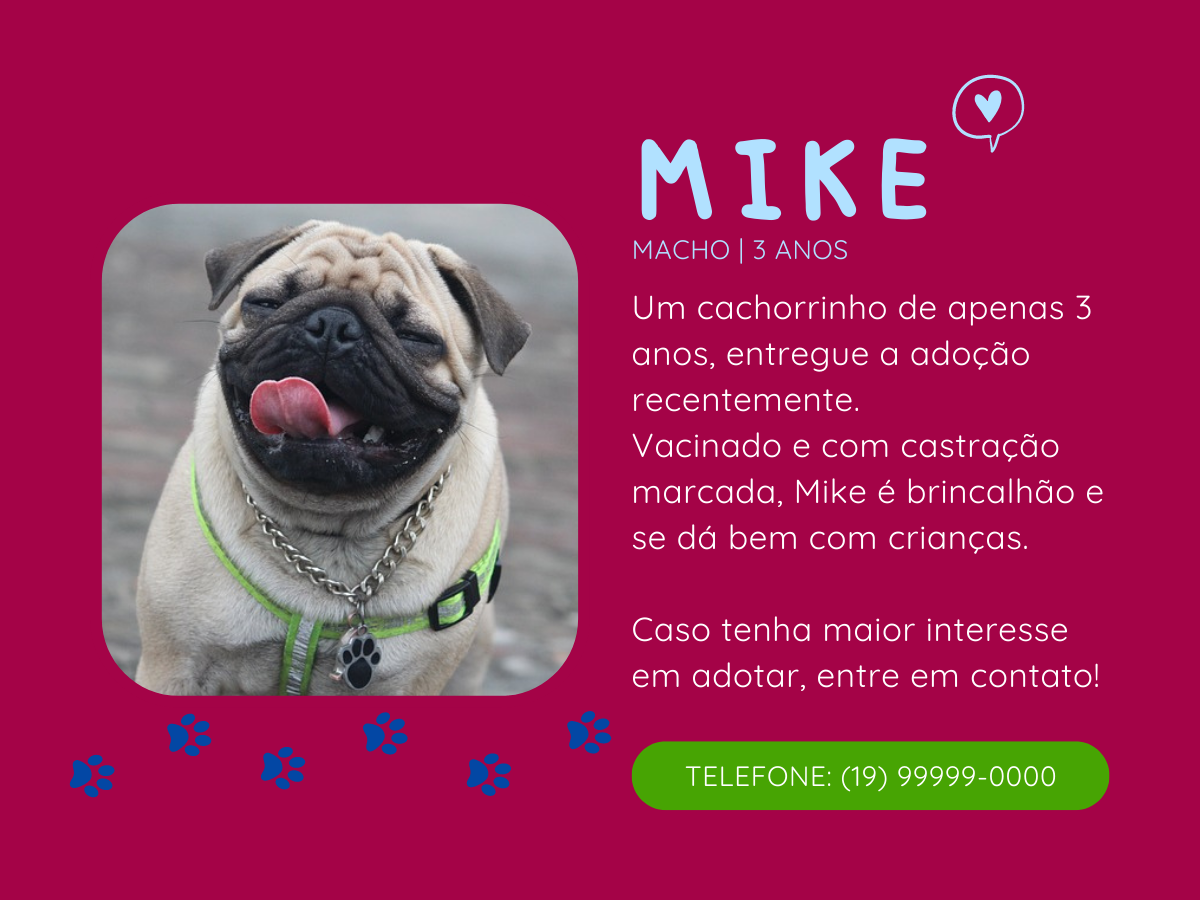 MIKE
MACHO | 3 ANOS
Um cachorrinho de apenas 3
anos, entregue a adoção
recentemente.
Vacinado e com castração
marcada, Mike é brincalhão e
se dá bem com crianças.
Caso tenha maior interesse
em adotar, entre em contato!
TELEFONE: (19) 99999-0000